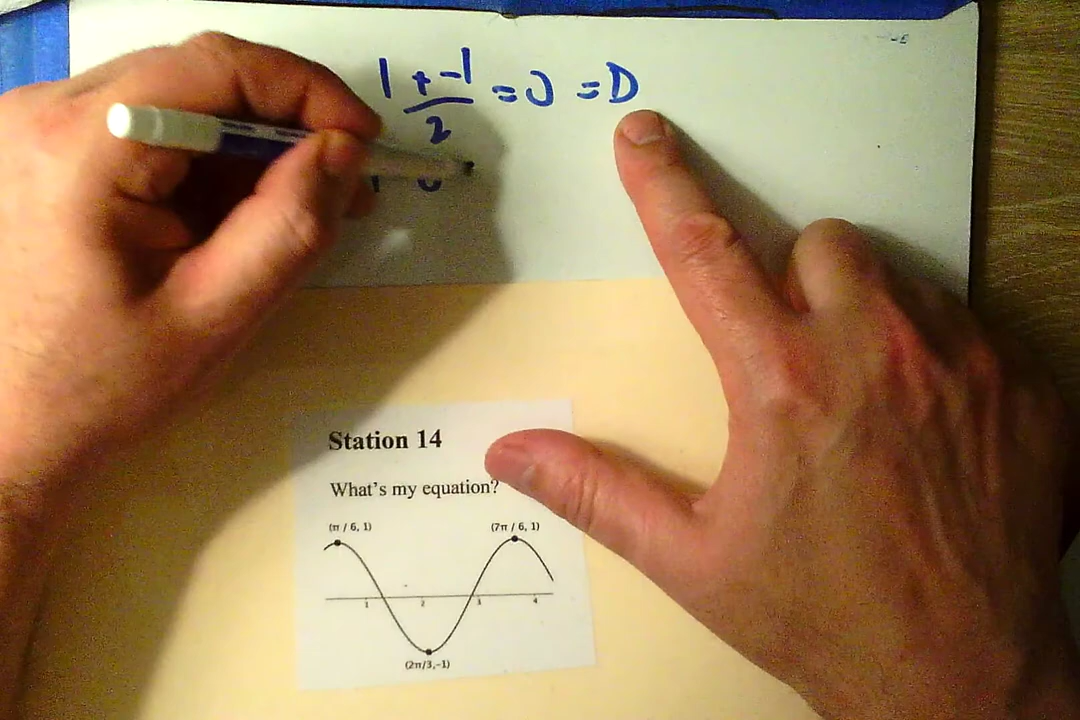 1 + -1 = 0 = D
2
Station 14
What's my equation?
(π / 6, 1) (7π / 6, 1)
1 2 3 4
(2π/3,-1)